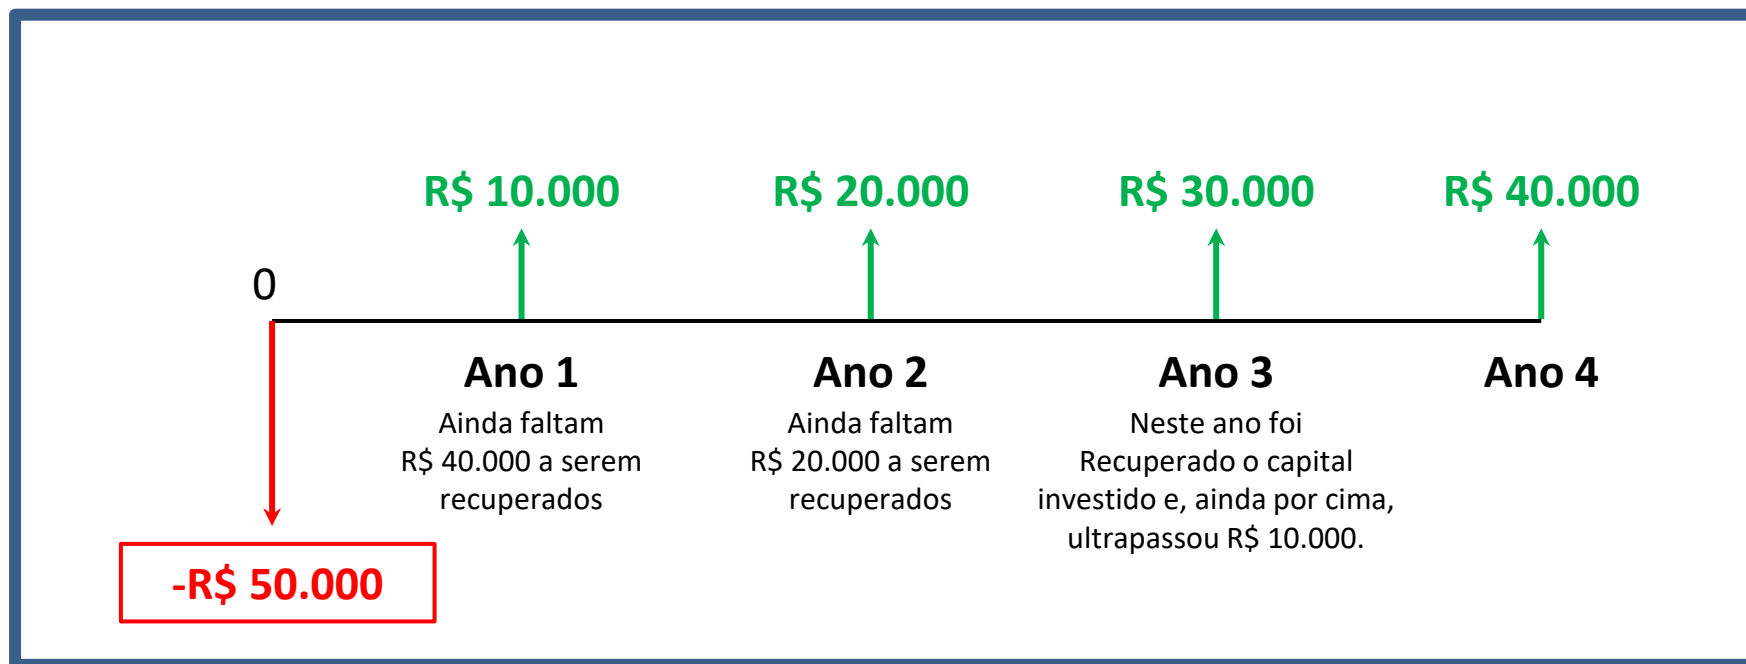 R$ 10.000
R$ 20.000
R$ 30.000
R$ 40.000
0
Ano 1
Ainda faltam
R$ 40.000 a serem
recuperados
Ano 2
Ainda faltam
R$ 20.000 a serem
recuperados
Ano 3
Neste ano foi
Recuperado o capital
investido e, ainda por cima,
ultrapassou R$ 10.000.
Ano 4
-R$ 50.000